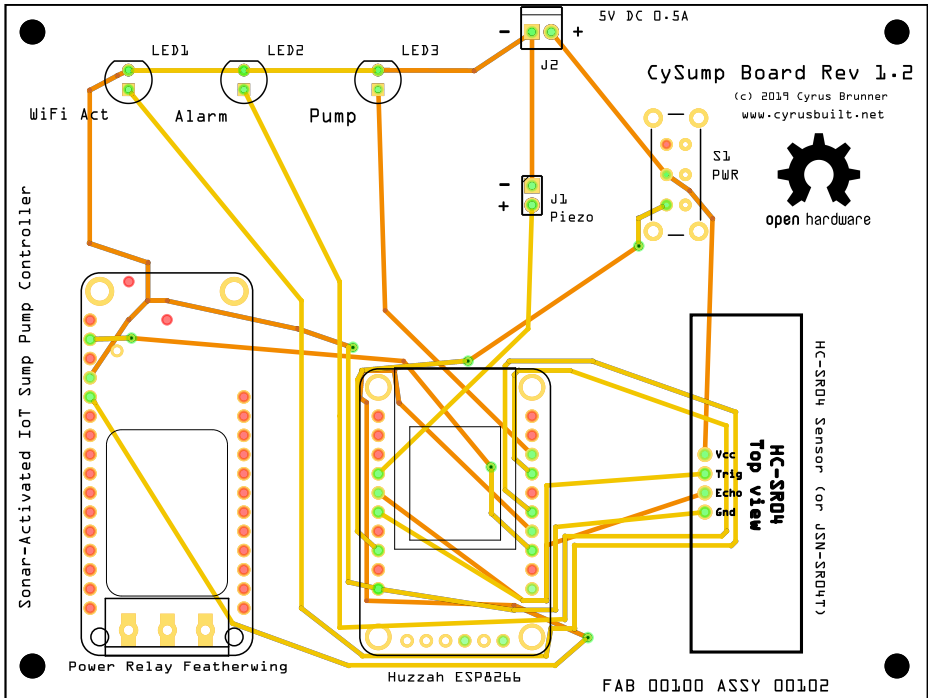 5V DC 0.5A
- +
J2
LED1
LED2
LED3
WiFi Act
Alarm
Pump
CySump Board Rev 1.2
(c) 2019 Cyrus Brunner
www.cyrusbuilt.net
S1
PWR
open hardware
-
+
J1
Piezo
Sonar-Activated IoT Sump Pump Controller
HC-SR04
Top View
Vcc
Trig
Echo
Gnd
HC-SR04 Sensor (or JSN-SR04T)
Power Relay Featherwing
Huzzah ESP8266
FAB 00100 ASSY 00102